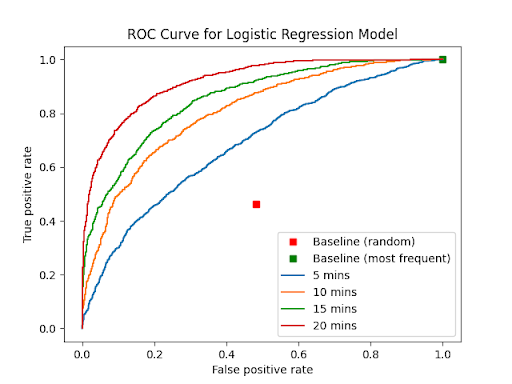 ROC Curve for Logistic Regression Model
True positive rate
1.0
0.8
0.6
0.4
0.2
0.0
Baseline (random)
Baseline (most frequent)
5 mins
10 mins
15 mins
20 mins
0.0 0.2 0.4 0.6 0.8 1.0
False positive rate